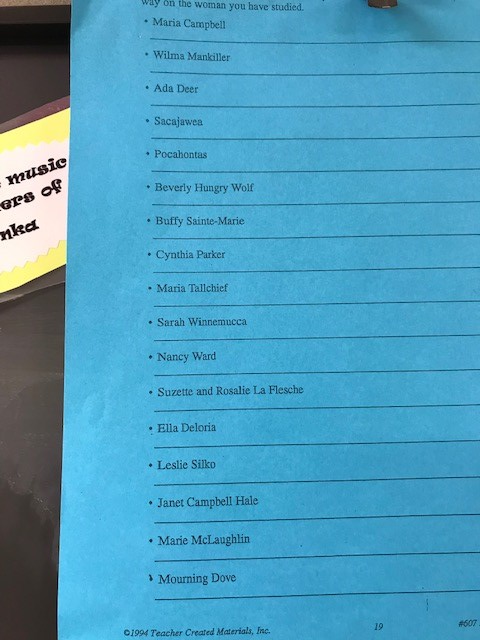 way on the woman you have studied.
• Maria Campbell
• Wilma Mankiller
• Ada Deer
• Sacajawea
• Pocahontas
• Beverly Hungry Wolf
• Buffy Sainte-Marie
• Cynthia Parker
• Maria Tallchief
• Sarah Winnemucca
• Nancy Ward
• Suzette and Rosalie La Flesche
• Ella Deloria
• Leslie Silko
• Janet Campbell Hale
• Marie McLaughlin
• Mourning Dove
©1994 Teacher Created Materials, Inc. 19 #607
music
ers of
nka